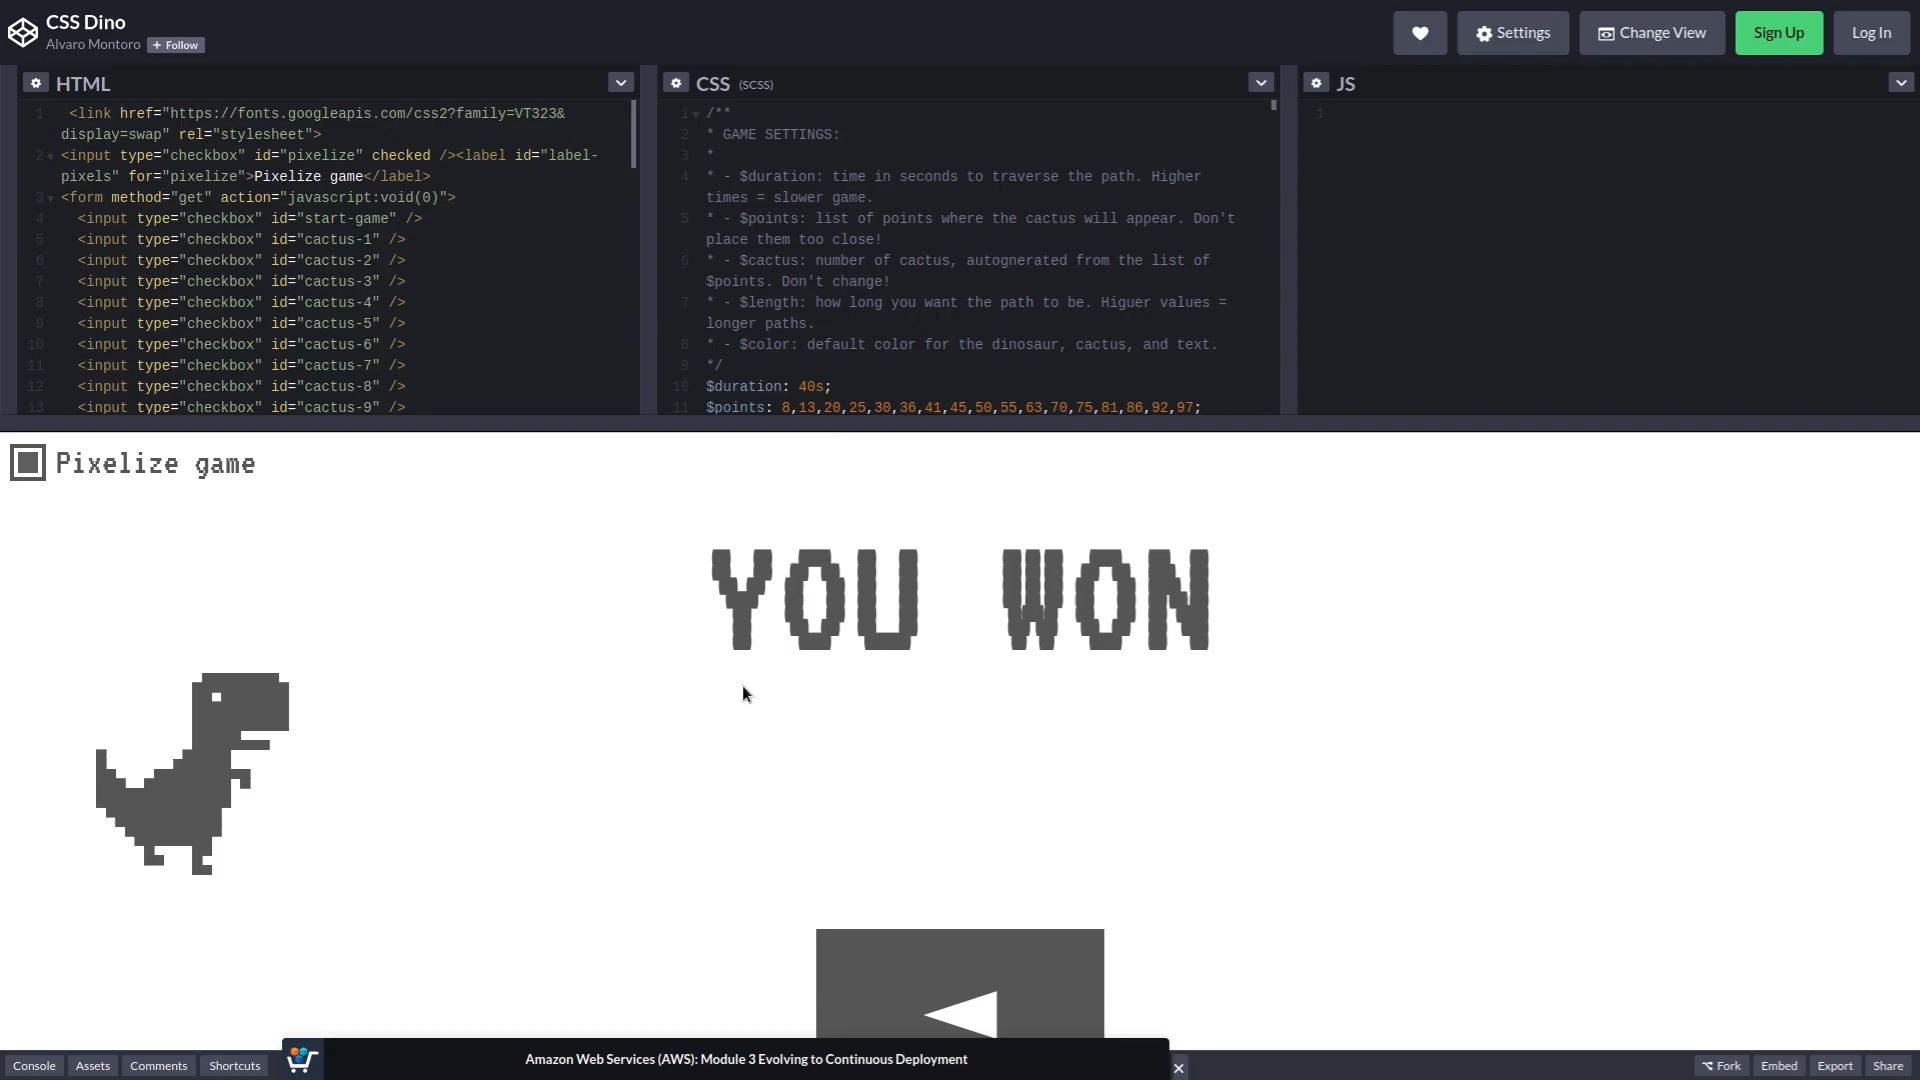 CSS Dino
Alvaro Montoro + Follow
Settings
Change View
Sign Up
Log In
HTML
1 <link href="https://fonts.googleapis.com/css2?family=VT323&
display=swap" rel="stylesheet">
2 <input type="checkbox" id="pixelize" checked /><label id="label-
pixels" for="pixelize">Pixelize game</label>
3 <form method="get" action="javascript:void(0)">
4 <input type="checkbox" id="start-game" />
5 <input type="checkbox" id="cactus-1" />
6 <input type="checkbox" id="cactus-2" />
7 <input type="checkbox" id="cactus-3" />
8 <input type="checkbox" id="cactus-4" />
9 <input type="checkbox" id="cactus-5" />
10 <input type="checkbox" id="cactus-6" />
11 <input type="checkbox" id="cactus-7" />
12 <input type="checkbox" id="cactus-8" />
13 <input type="checkbox" id="cactus-9" />
CSS (SCSS)
1 /**
2 * GAME SETTINGS:
3 *
4 * - $duration: time in seconds to traverse the path. Higher
times = slower game.
5 * - $points: list of points where the cactus will appear. Don't
place them too close!
6 * - $cactus: number of cactus, autognerated from the list of
$points. Don't change!
7 * - $length: how long you want the path to be. Higuer values =
longer paths.
8 * - $color: default color for the dinosaur, cactus, and text.
9 */
10 $duration: 40s;
11 $points: 8,13,20,25,30,36,41,45,50,55,63,70,75,81,86,92,97;
JS
1
Pixelize game
YOU WON
Console
Assets
Comments
Shortcuts
Amazon Web Services (AWS): Module 3 Evolving to Continuous Deployment
Fork
Embed
Export
Share